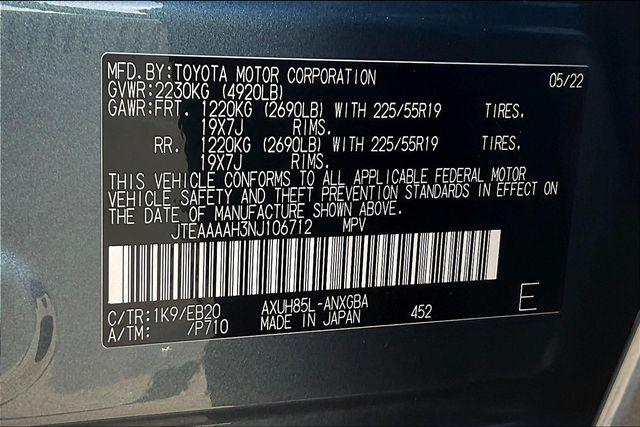 MFD.BY:TOYOTA MOTOR CORPORATION 05/22
GVWR:2230KG (4920LB)
GAWR:FRT. 1220KG (2690LB) WITH 225/55R19 TIRES,
19X7J RIMS.
RR. 1220KG (2690LB) WITH 225/55R19 TIRES,
19X7J RIMS.
THIS VEHICLE CONFORMS TO ALL APPLICABLE FEDERAL MOTOR
VEHICLE SAFETY AND THEFT PREVENTION STANDARDS IN EFFECT ON
THE DATE OF MANUFACTURE SHOWN ABOVE.
JTEAAAAH3NJ106712 MPV
C/TR:1K9/EB20 AXUH85L-ANXGBA 452 E
A/TM: /P710 MADE IN JAPAN